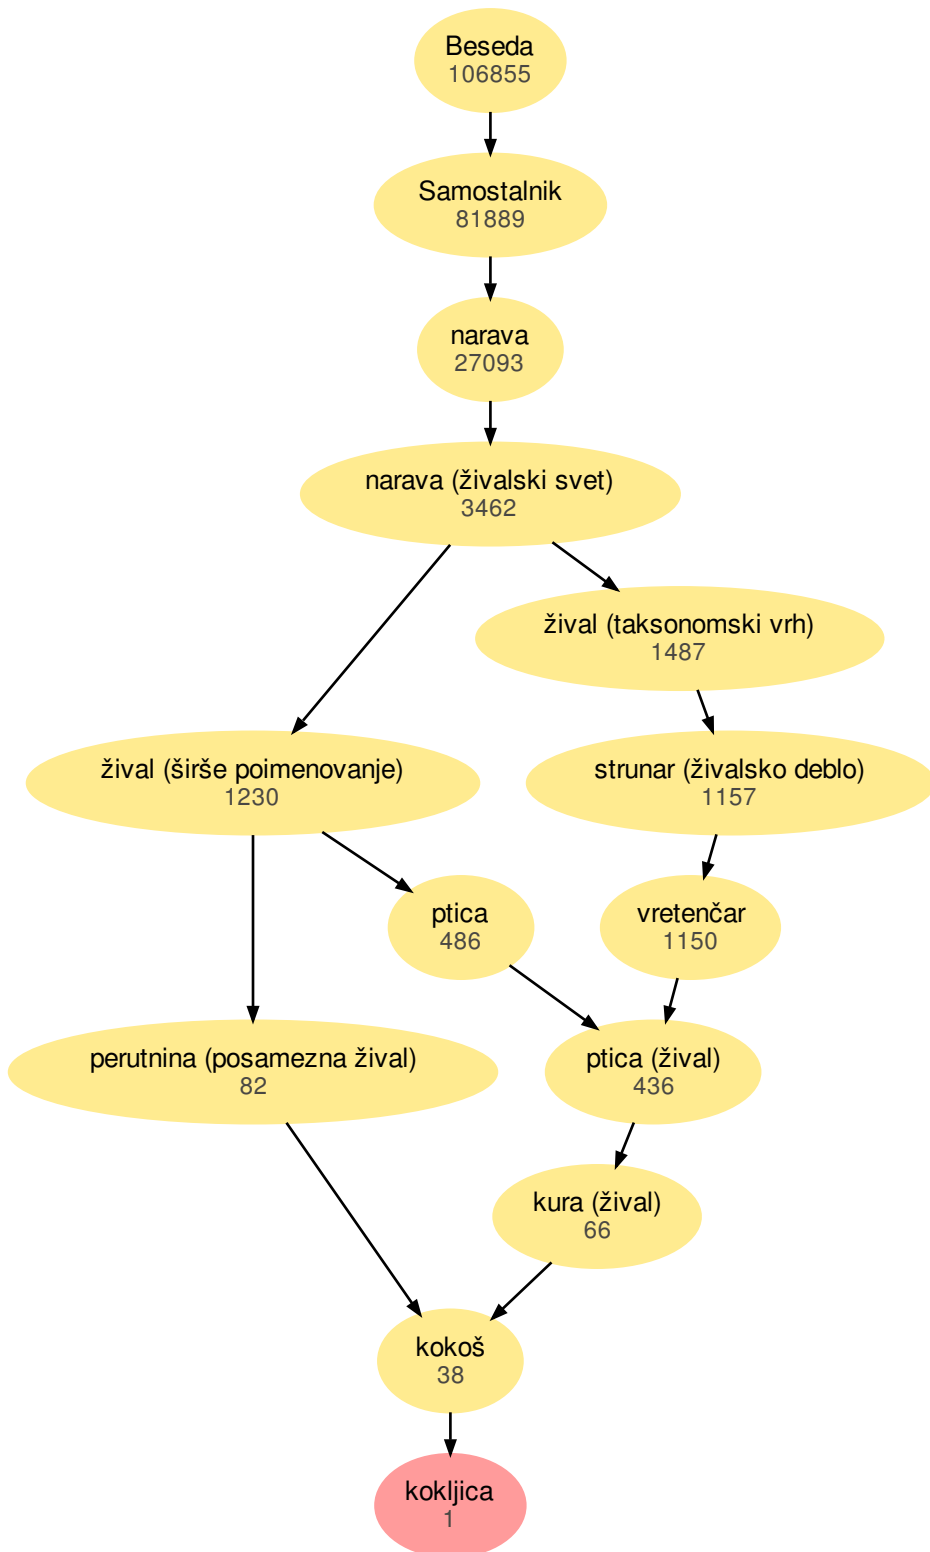 Beseda
106855
Samostalnik
81889
narava
27093
narava (živalski svet)
3462
žival (taksonomski vrh)
1487
žival (širše poimenovanje)
1230
strunar (živalsko deblo)
1157
ptica
486
vretenčar
1150
perutnina (posamezna žival)
82
ptica (žival)
436
kura (žival)
66
kokoš
38
kokljica
1